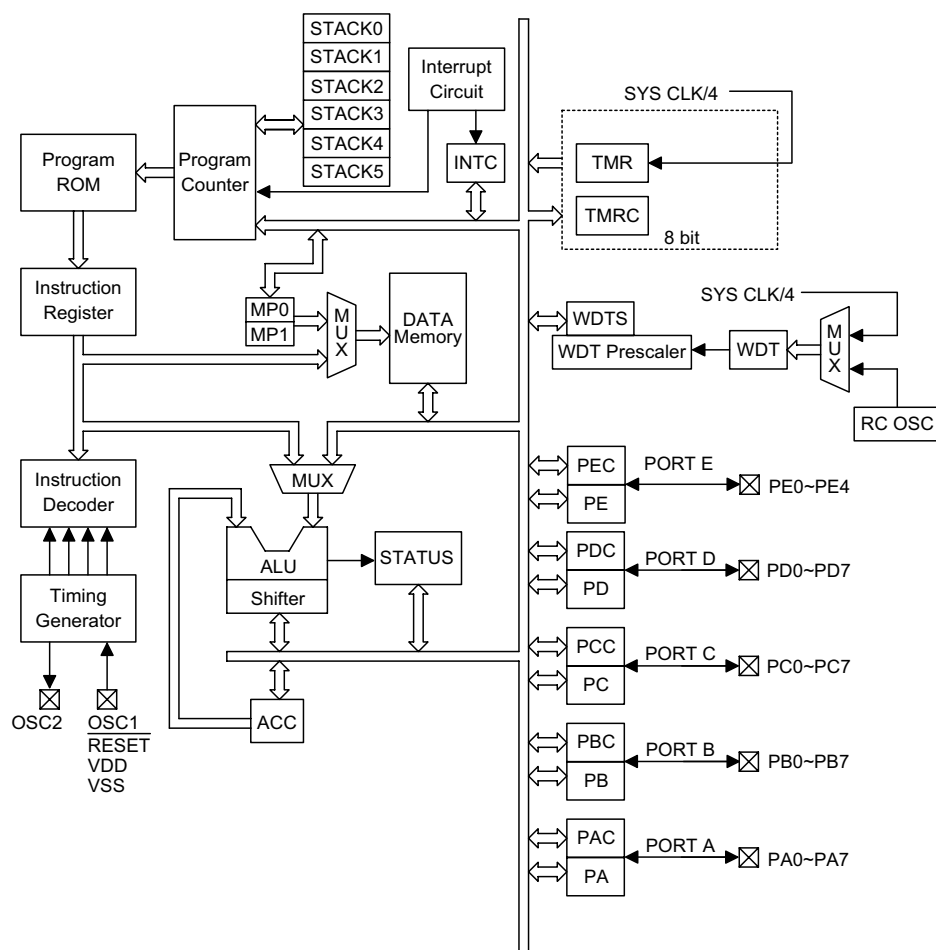 STACK0
STACK1
STACK2
STACK3
STACK4
STACK5
Interrupt
Circuit
INTC
Program
ROM
Program
Counter
SYS CLK/4
TMR
TMRC
8 bit
Instruction
Register
MP0
MP1
MUX
DATA
Memory
SYS CLK/4
WDTS
WDT Prescaler
WDT
MUX
RC OSC
Instruction
Decoder
MUX
ALU
Shifter
STATUS
Timing
Generator
OSC2
OSC1
RESET
VDD
VSS
ACC
PEC
PE
PORT E
PE0~PE4
PDC
PD
PORT D
PD0~PD7
PCC
PC
PORT C
PC0~PC7
PBC
PB
PORT B
PB0~PB7
PAC
PA
PORT A
PA0~PA7